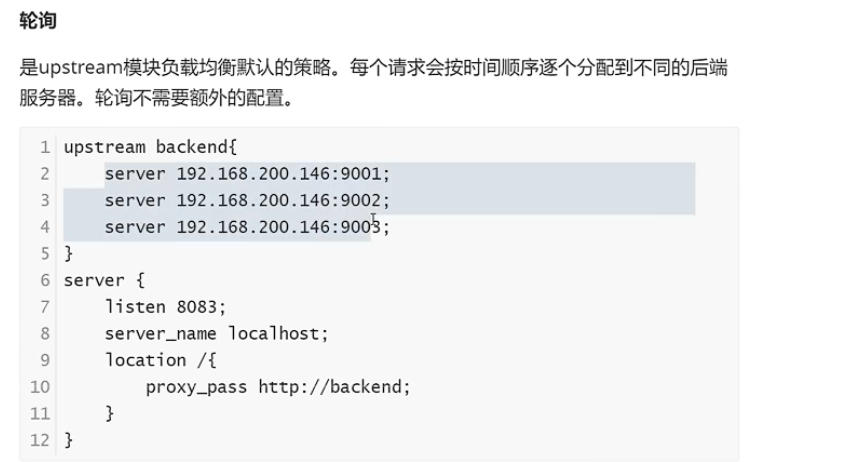 轮询
是upstream模块负载均衡默认的策略。每个请求会按时间顺序逐个分配到不同的后端
服务器。轮询不需要额外的配置。
1 upstream backend{
2     server 192.168.200.146:9001;
3     server 192.168.200.146:9002;
4     server 192.168.200.146:9003;
5 }
6 server {
7     listen 8083;
8     server_name localhost;
9     location /{
10         proxy_pass http://backend;
11     }
12 }